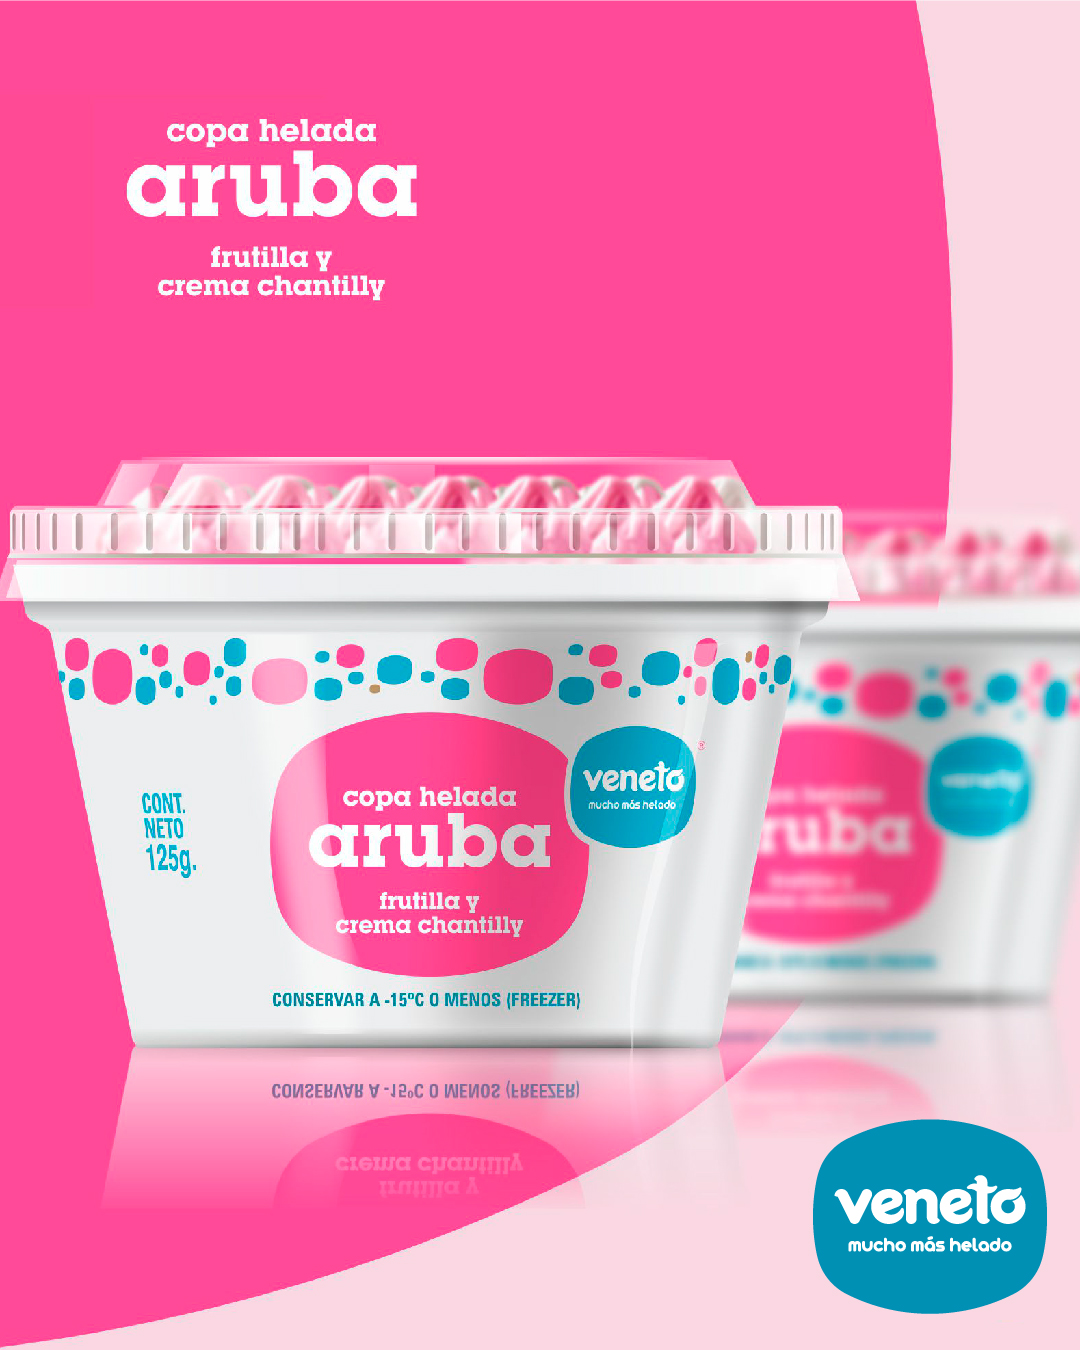 copa helada
aruba
frutilla y
crema chantilly
CONT.
NETO
125g.
copa helada
aruba
frutilla y
crema chantilly
veneto
mucho más helado
CONSERVAR A -15ºC O MENOS (FREEZER)
veneto
mucho más helado